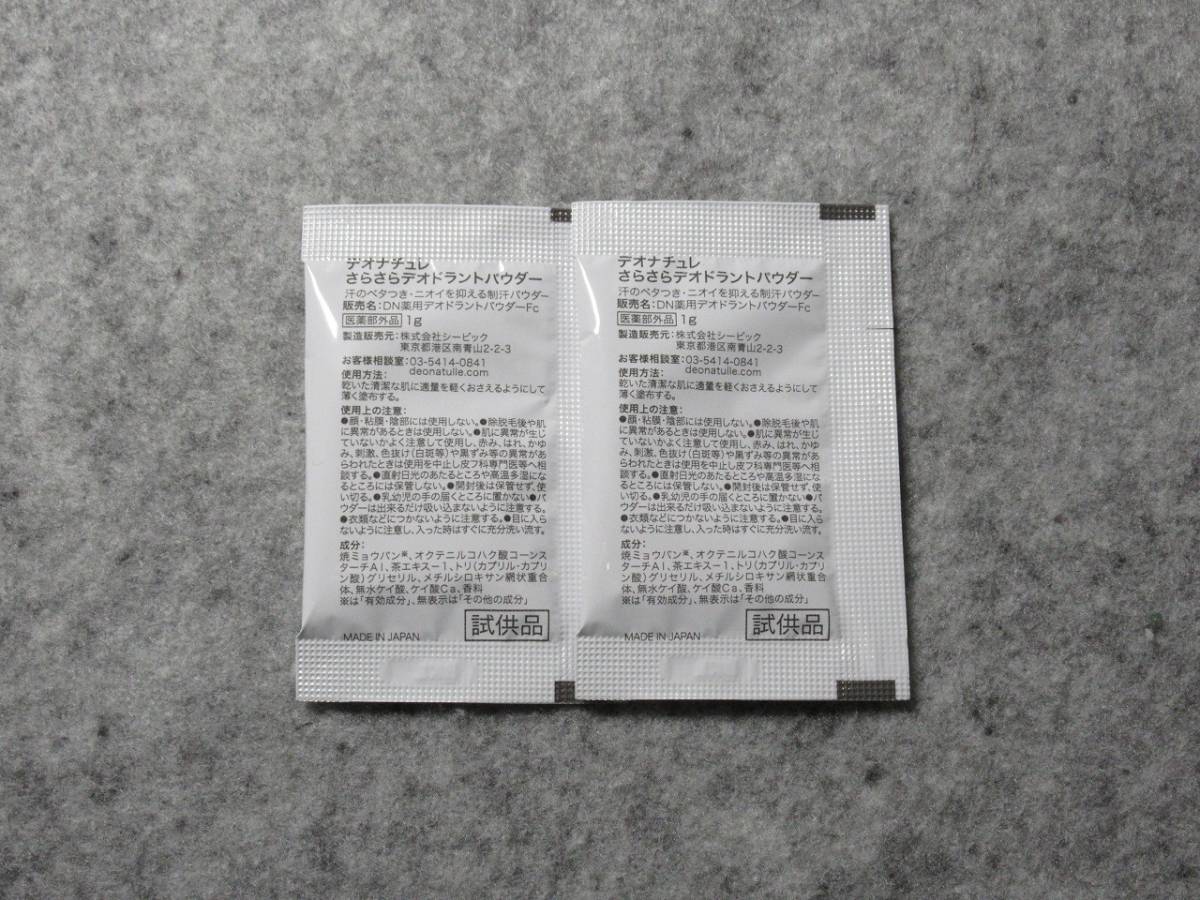 デオナチュレ
さらさらデオドラントパウダー
汗のベタつき・ニオイを抑える制汗パウダー
販売名：DN薬用デオドラントパウダーFc
医薬部外品 1g
製造販売元：株式会社シービック
東京都港区南青山2-2-3
お客様相談室：03-5414-0841
deonatulle.com
使用方法：
乾いた清潔な肌に適量を軽くおさえるようにして
薄く塗布する。
使用上の注意：
●顔・粘膜・陰部には使用しない。●除脱毛後や肌
に異常があるときは使用しない。●肌に異常が生じ
ていないかよく注意して使用し、赤み、はれ、かゆ
み、刺激、色抜け（白斑等）や黒ずみ等の異常があ
らわれたときは使用を中止し皮フ科専門医等へ相
談する。●直射日光のあたるところや高温多湿にな
るところには保管しない。●開封後は保管せず、使
い切る。●乳幼児の手の届くところに置かない●パ
ウダーは出来るだけ吸い込まないように注意する。
●衣類などにつかないように注意する。●目に入ら
ないように注意し、入った時はすぐに充分洗い流す。
成分：
焼ミョウバン※、オクテニルコハク酸コーンス
ターチＡｌ、茶エキス－１、トリ（カプリル・カプリ
ン酸）グリセリル、メチルシロキサン網状重合
体、無水ケイ酸、ケイ酸Ｃａ、香料
※は「有効成分」、無表示は「その他の成分」
MADE IN JAPAN
試供品
デオナチュレ
さらさらデオドラントパウダー
汗のベタつき・ニオイを抑える制汗パウダー
販売名：DN薬用デオドラントパウダーFc
医薬部外品 1g
製造販売元：株式会社シービック
東京都港区南青山2-2-3
お客様相談室：03-5414-0841
deonatulle.com
使用方法：
乾いた清潔な肌に適量を軽くおさえるようにして
薄く塗布する。
使用上の注意：
●顔・粘膜・陰部には使用しない。●除脱毛後や肌
に異常があるときは使用しない。●肌に異常が生じ
ていないかよく注意して使用し、赤み、はれ、かゆ
み、刺激、色抜け（白斑等）や黒ずみ等の異常があ
らわれたときは使用を中止し皮フ科専門医等へ相
談する。●直射日光のあたるところや高温多湿にな
るところには保管しない。●開封後は保管せず、使
い切る。●乳幼児の手の届くところに置かない●パ
ウダーは出来るだけ吸い込まないように注意する。
●衣類などにつかないように注意する。●目に入ら
ないように注意し、入った時はすぐに充分洗い流す。
成分：
焼ミョウバン※、オクテニルコハク酸コーンス
ターチＡｌ、茶エキス－１、トリ（カプリル・カプリ
ン酸）グリセリル、メチルシロキサン網状重合
体、無水ケイ酸、ケイ酸Ｃａ、香料
※は「有効成分」、無表示は「その他の成分」
MADE IN JAPAN
試供品